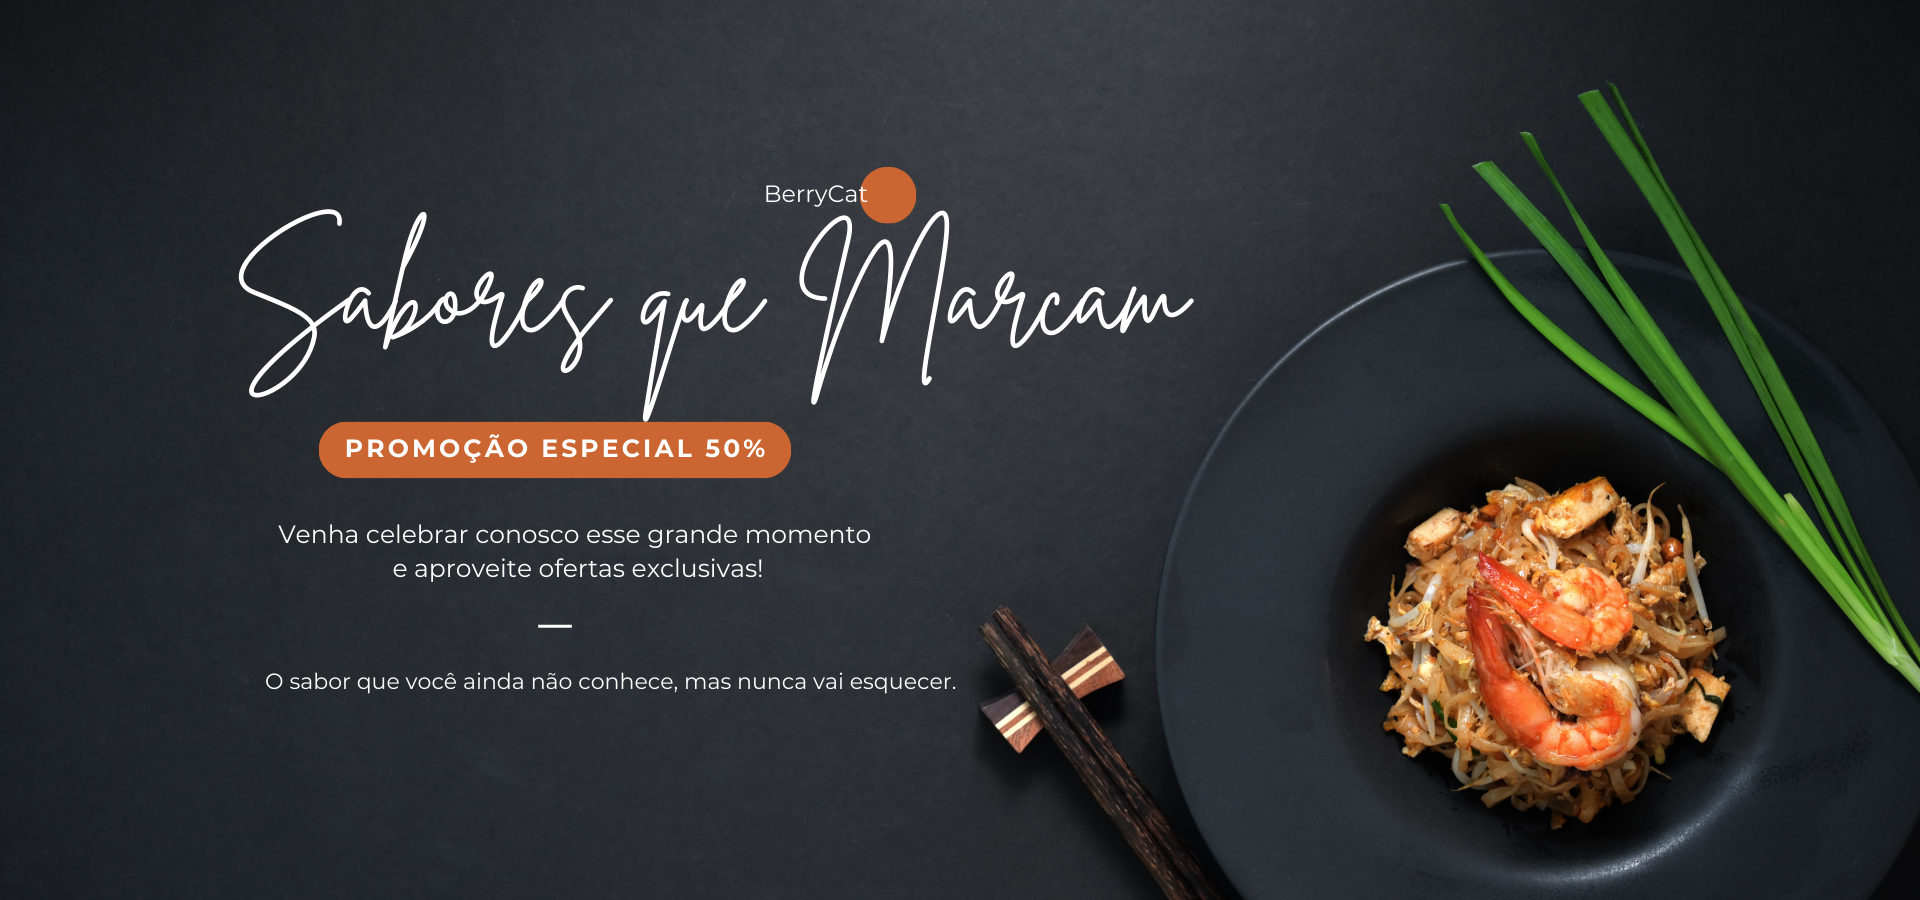 BerryCat
Sabores que Marcam
PROMOÇÃO ESPECIAL 50%
Venha celebrar conosco esse grande momento
e aproveite ofertas exclusivas!
O sabor que você ainda não conhece, mas nunca vai esquecer.